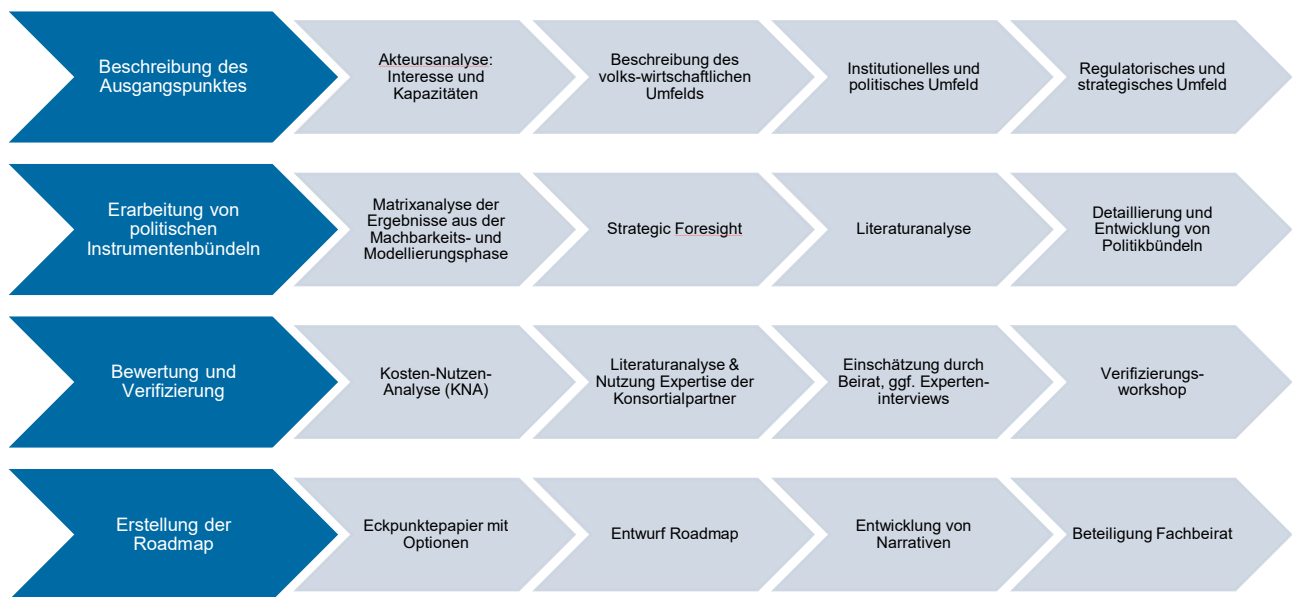 Beschreibung des
Ausgangspunktes
Akteursanalyse:
Interesse und
Kapazitäten
Beschreibung des
volks-wirtschaftlichen
Umfelds
Institutionelles und
politisches Umfeld
Regulatorisches und
strategisches Umfeld
Erarbeitung von
politischen
Instrumentenbündeln
Matrixanalyse der
Ergebnisse aus der
Machbarkeits- und
Modellierungsphase
Strategic Foresight
Literaturanalyse
Detaillierung und
Entwicklung von
Politikbündeln
Bewertung und
Verifizierung
Kosten-Nutzen-
Analyse (KNA)
Literaturanalyse &
Nutzung Expertise der
Konsortialpartner
Einschätzung durch
Beirat, ggf. Experten-
interviews
Verifizierungs-
workshop
Erstellung der
Roadmap
Eckpunktepapier mit
Optionen
Entwurf Roadmap
Entwicklung von
Narrativen
Beteiligung Fachbeirat